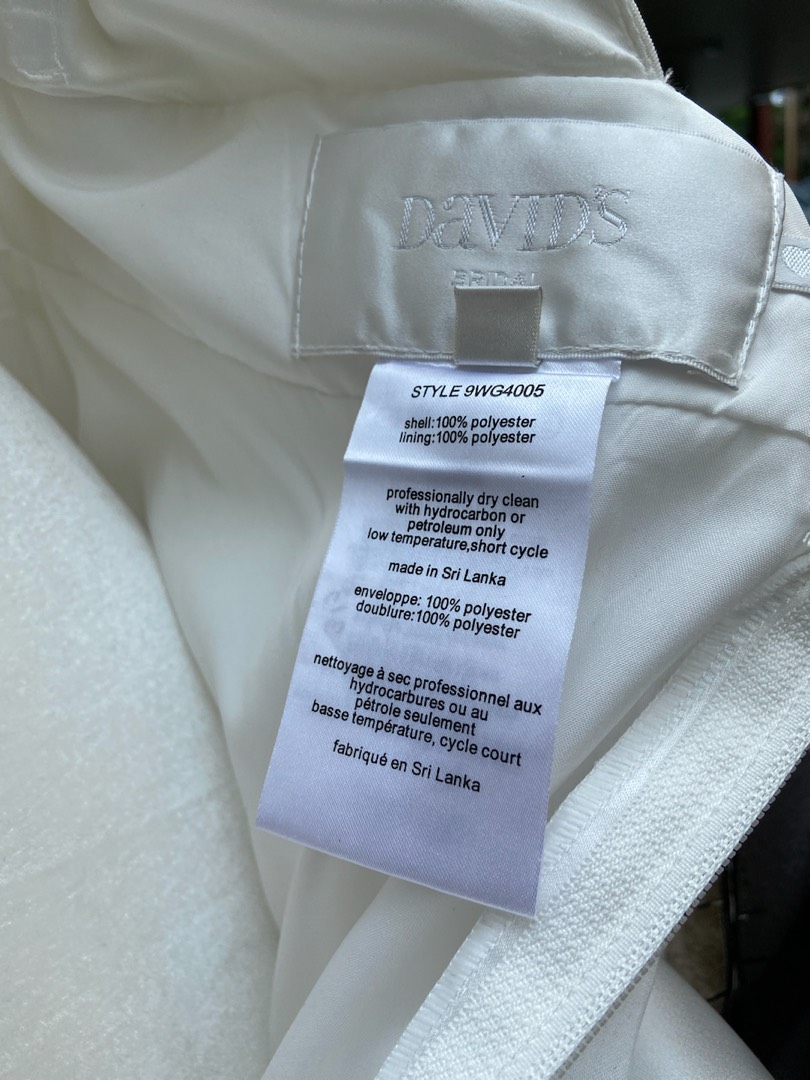 DAVID'S
BRIDAL
STYLE 9WG4005
shell:100% polyester
lining:100% polyester
professionally dry clean
with hydrocarbon or
petroleum only
low temperature,short cycle
made in Sri Lanka
enveloppe: 100% polyester
doublure:100% polyester
nettoyage à sec professionnel aux
hydrocarbures ou au
pétrole seulement
basse température, cycle court
fabriqué en Sri Lanka